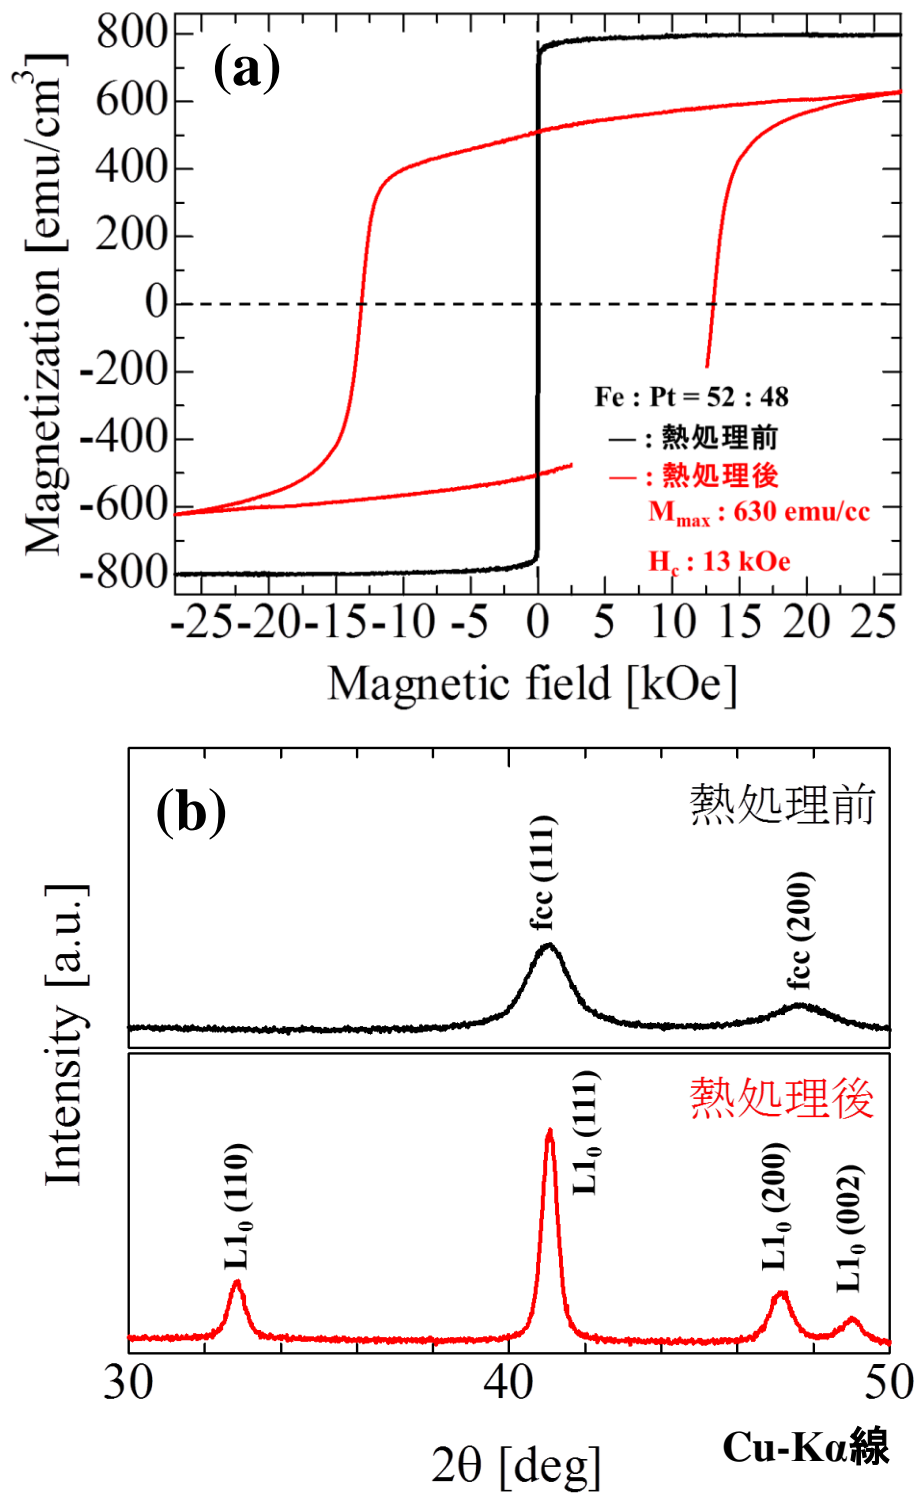 (a)
Magnetization [emu/cm³]
800
600
400
200
0
-200
-400
-600
-800
Fe : Pt = 52 : 48
— : 熱処理前
— : 熱処理後
Mmax : 630 emu/cc
Hc : 13 kOe
-25 -20 -15 -10 -5 0 5 10 15 20 25
Magnetic field [kOe]
(b)
熱処理前
fcc (111)
fcc (200)
Intensity [a.u.]
熱処理後
L1₀ (110)
L1₀ (111)
L1₀ (200)
L1₀ (002)
30 40 50
2θ [deg]
Cu-Kα線